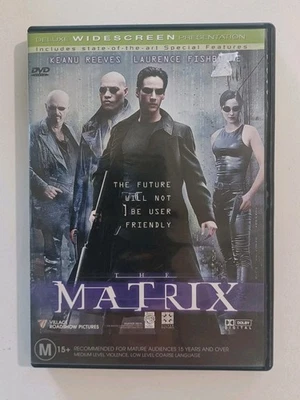 DELUXE WIDESCREEN PRESENTATION
Includes state-of-the-art Special Features
DVD
KEANU REEVES LAURENCE FISHBURNE
THE FUTURE
WILL NOT
BE USER
FRIENDLY
THE
MATRIX
VILLAGE
ROADSHOW PICTURES
DOLBY
DIGITAL
M 15+ RECOMMENDED FOR MATURE AUDIENCES 15 YEARS AND OVER
MEDIUM LEVEL VIOLENCE, LOW LEVEL COARSE LANGUAGE